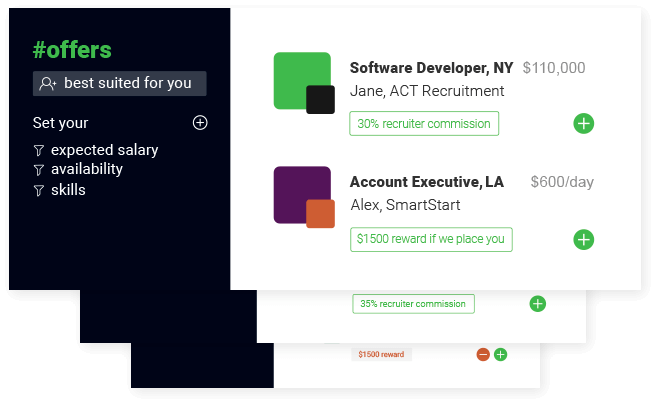 #offers
best suited for you
Set your
expected salary
availability
skills
Software Developer, NY $110,000
Jane, ACT Recruitment
30% recruiter commission
Account Executive, LA $600/day
Alex, SmartStart
$1500 reward if we place you
35% recruiter commission
$1500 reward